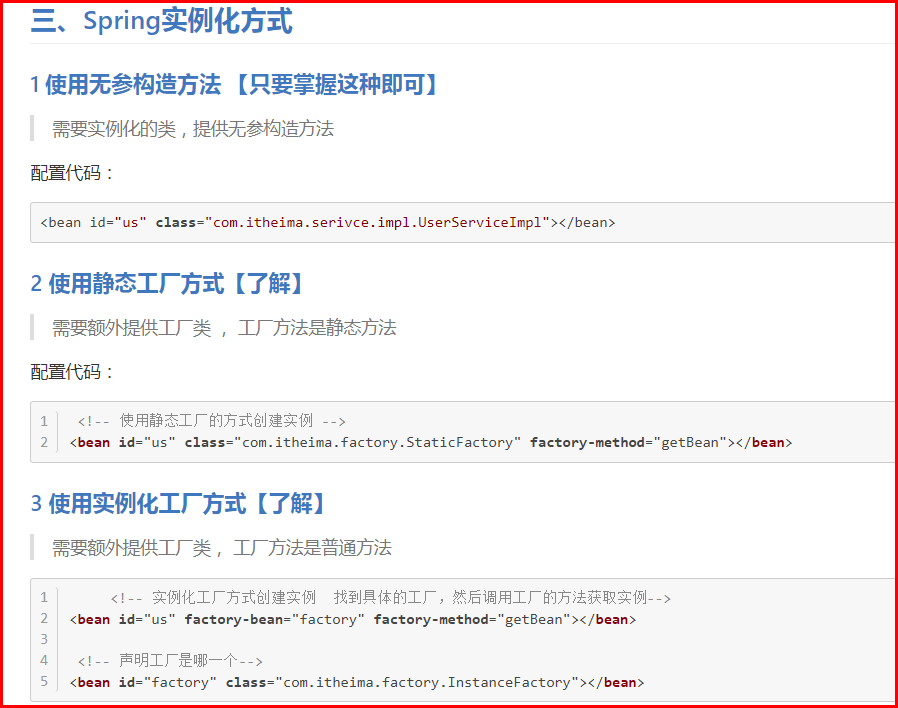 三、Spring实例化方式
1 使用无参构造方法 【只要掌握这种即可】
需要实例化的类，提供无参构造方法
配置代码：
<bean id="us" class="com.itheima.serivce.impl.UserServiceImpl"></bean>
2 使用静态工厂方式【了解】
需要额外提供工厂类 ， 工厂方法是静态方法
配置代码：
1 <!-- 使用静态工厂的方式创建实例 -->
2 <bean id="us" class="com.itheima.factory.StaticFactory" factory-method="getBean"></bean>
3 使用实例化工厂方式【了解】
需要额外提供工厂类 ，工厂方法是普通方法
1 <!-- 实例化工厂方式创建实例  找到具体的工厂，然后调用工厂的方法获取实例-->
2 <bean id="us" factory-bean="factory" factory-method="getBean"></bean>
3
4 <!-- 声明工厂是哪一个-->
5 <bean id="factory" class="com.itheima.factory.InstanceFactory"></bean>